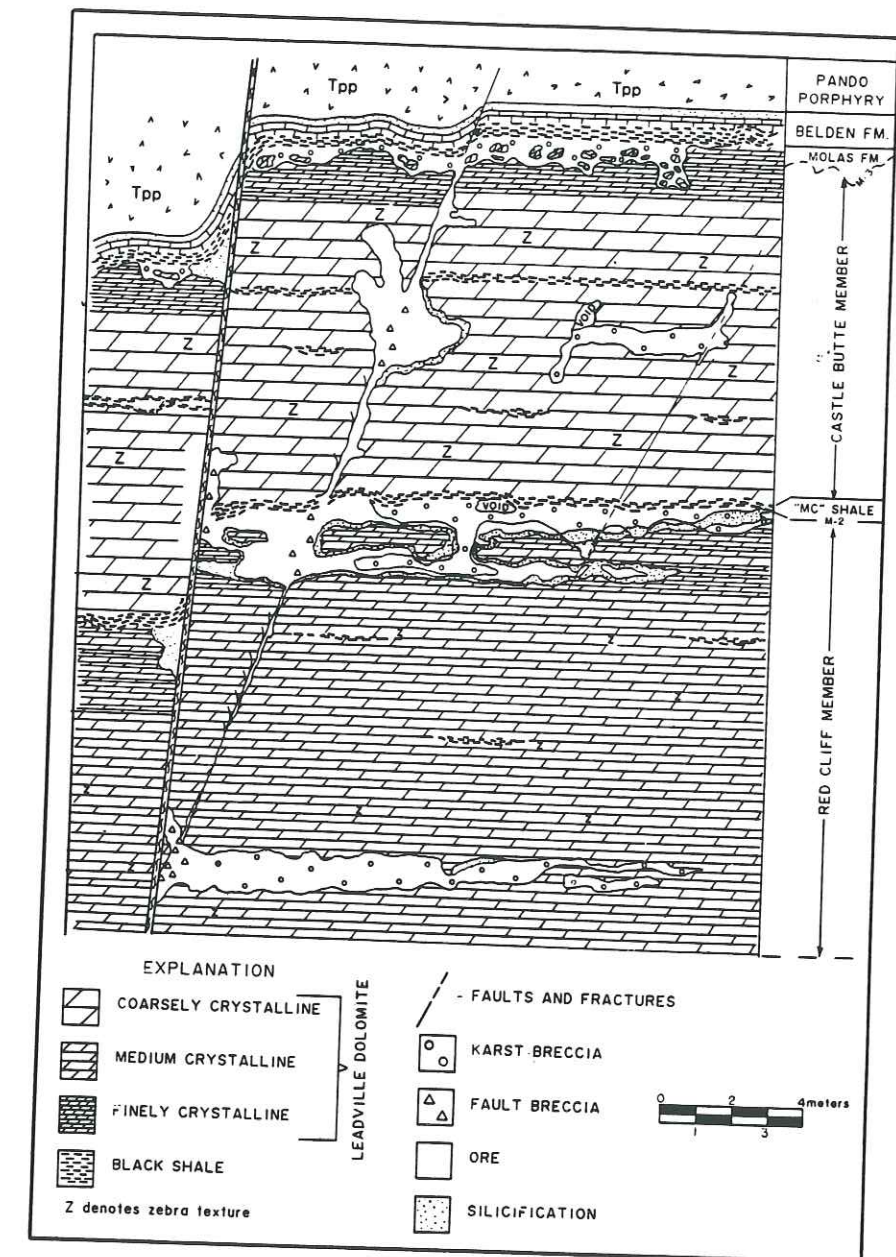 Tpp
Tpp
Tpp
PANDO
PORPHYRY
BELDEN FM.
MOLAS FM.
M-3
Z
Z
Z
Z
VOID
Z
Z
Z
Z
Z
Z
Z
Z
CASTLE BUTTE MEMBER
VOID
"MC" SHALE
M-2
Z
Z
Z
Z
Z
Z
Z
Z
Z
Z
RED CLIFF MEMBER
EXPLANATION
COARSELY CRYSTALLINE
MEDIUM CRYSTALLINE
FINELY CRYSTALLINE
LEADVILLE DOLOMITE
BLACK SHALE
Z denotes zebra texture
- FAULTS AND FRACTURES
KARST BRECCIA
FAULT BRECCIA
ORE
SILICIFICATION
0 2 4meters
1 3